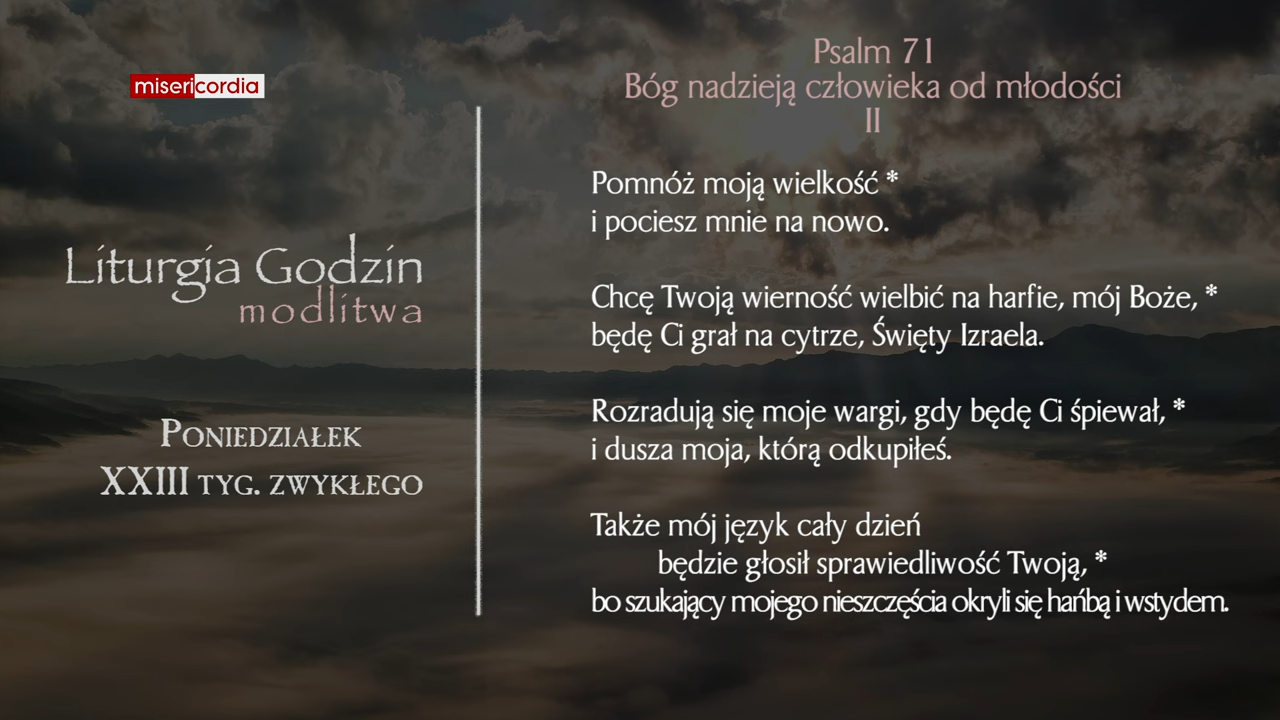 misericordia
Liturgia Godzin
modlitwa
Poniedziałek
XXIII tyg. zwykłego
Psalm 71
Bóg nadzieją człowieka od młodości
II
Pomnóż moją wielkość *
i pociesz mnie na nowo.
Chcę Twoją wierność wielbić na harfie, mój Boże, *
będę Ci grał na cytrze, Święty Izraela.
Rozradują się moje wargi, gdy będę Ci śpiewał, *
i dusza moja, którą odkupiłeś.
Także mój język cały dzień
będzie głosił sprawiedliwość Twoją, *
bo szukający mojego nieszczęścia okryli się hańbą i wstydem.